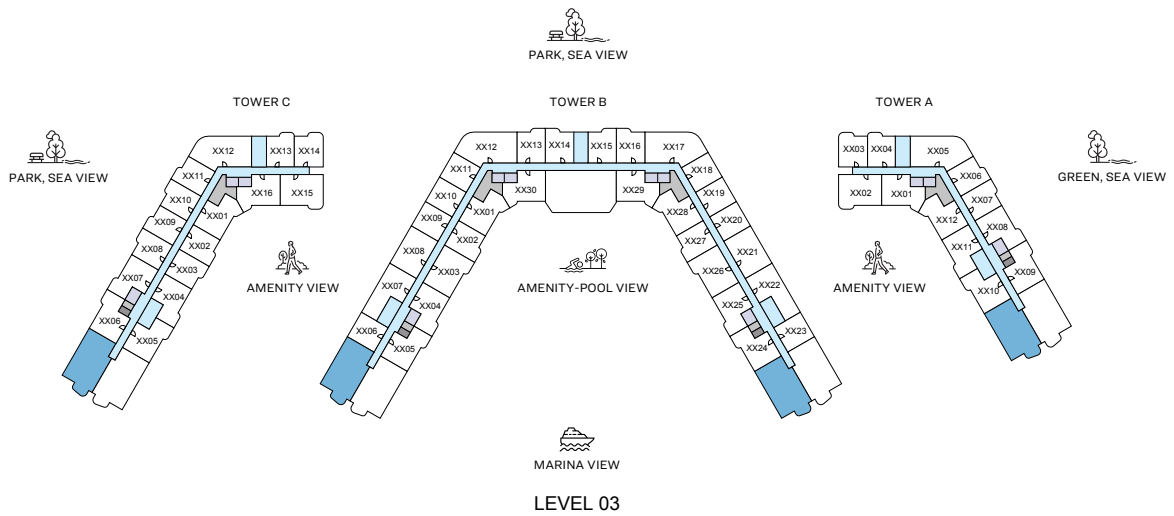 PARK, SEA VIEW
TOWER C
TOWER B
TOWER A
PARK, SEA VIEW
GREEN, SEA VIEW
XX12
XX13
XX14
XX11
XX10
XX09
XX08
XX07
XX06
XX01
XX16
XX15
XX02
XX03
XX04
XX05
XX12
XX13
XX14
XX15
XX16
XX17
XX11
XX10
XX09
XX08
XX07
XX06
XX30
XX01
XX02
XX03
XX04
XX05
XX29
XX28
XX27
XX26
XX25
XX24
XX18
XX19
XX20
XX21
XX22
XX23
XX03
XX04
XX05
XX02
XX01
XX06
XX07
XX08
XX09
XX12
XX11
XX10
AMENITY VIEW
AMENITY-POOL VIEW
AMENITY VIEW
MARINA VIEW
LEVEL 03